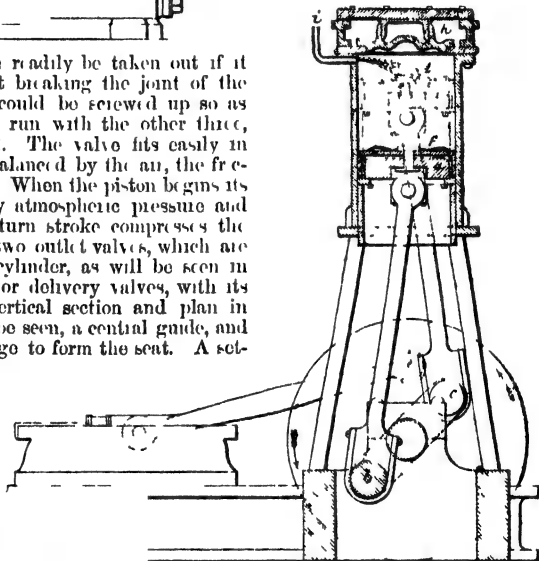 readily be taken out if it
breaking the joint of the
could be screwed up so as
run with the other three,
. The valve fits easily in
balanced by the air, the fre-
When the piston begins its
atmospheric pressure and
turn stroke compresses the
two outlet valves, which are
cylinder, as will be seen in
or delivery valves, with its
vertical section and plan in
be seen, a central guide, and
ge to form the seat. A set-
i
h
f